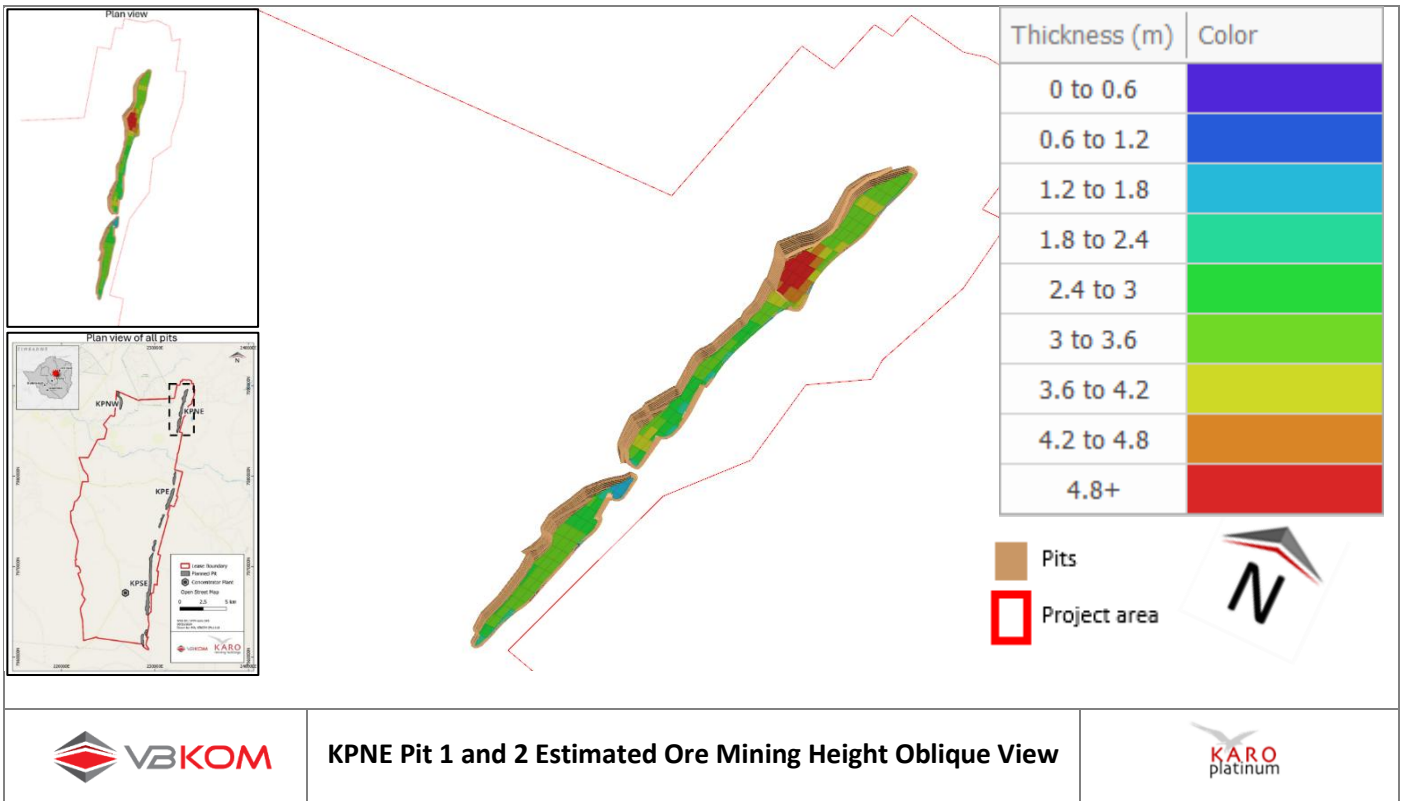 Plan view
Plan view of all pits
ZIMBABWE
N
KPNW
KPNE
KPE
KPSE
Lease Boundary
Planned Pit
Concentrator Plant
Open Street Map
0 2.5 5 km
VBKOM KARO
Thickness (m) Color
0 to 0.6
0.6 to 1.2
1.2 to 1.8
1.8 to 2.4
2.4 to 3
3 to 3.6
3.6 to 4.2
4.2 to 4.8
4.8+
Pits
Project area
N
VBKOM
KPNE Pit 1 and 2 Estimated Ore Mining Height Oblique View
KARO
platinum